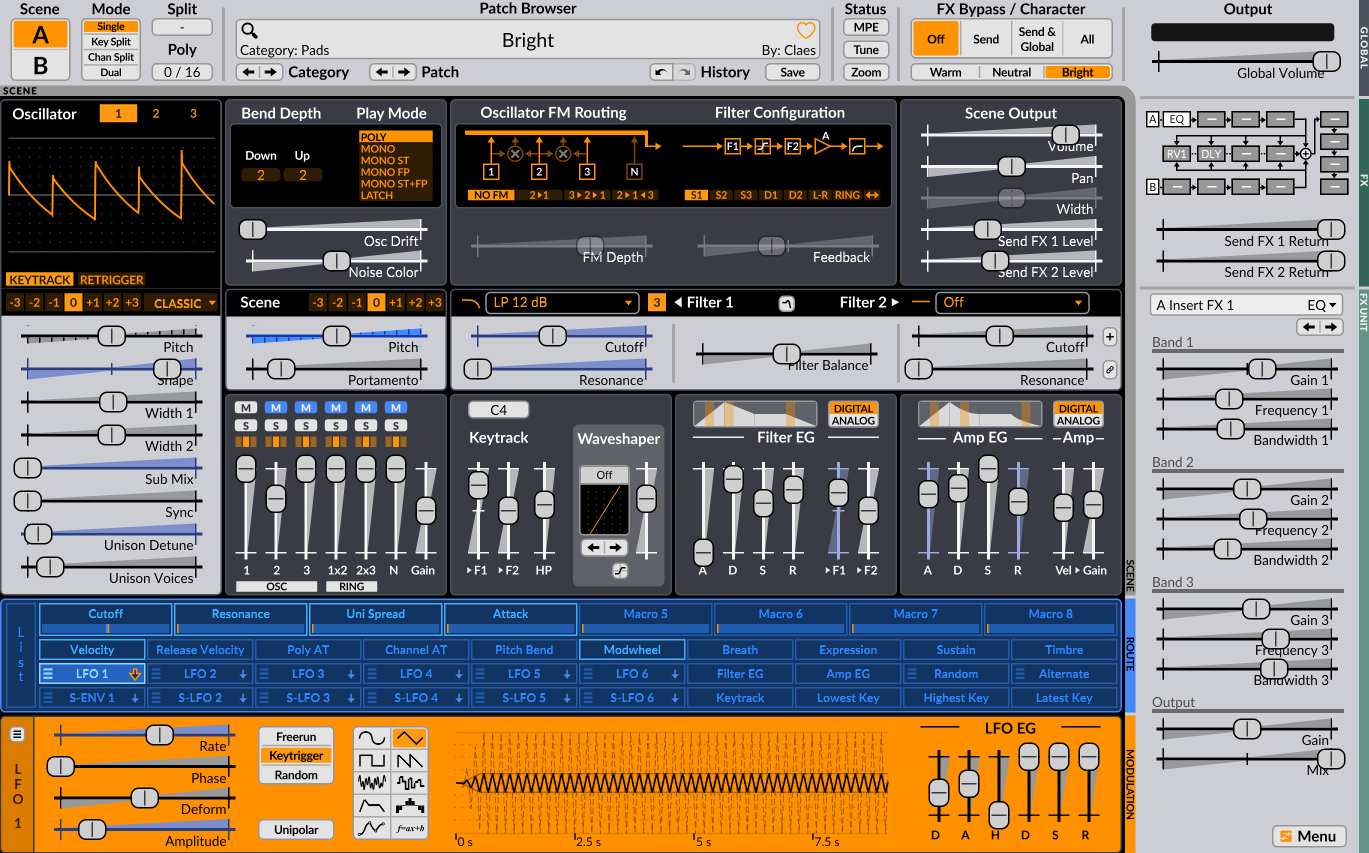 Scene Mode Split Patch Browser Status FX Bypass / Character Output
A Single - MPE
Key Split Bright Off Send Send & Global All
B Chan Split Poly Category: Pads By: Claes Tune
Dual 0 / 16 Category Patch History Save Zoom Warm Neutral Bright Global Volume
GLOBAL
SCENE
Oscillator 1 2 3
KEYTRACK RETRIGGER
-3 -2 -1 0 +1 +2 +3 CLASSIC
Pitch
Shape
Width 1
Width 2
Sub Mix
Sync
Unison Detune
Unison Voices
Bend Depth Play Mode
Down Up
2 2
POLY
MONO
MONO ST
MONO FP
MONO ST+FP
LATCH
Osc Drift
Noise Color
Oscillator FM Routing
1 2 3 N
NO FM 2▸1 3▸2▸1 2▸1◂3
FM Depth
Filter Configuration
F1 F2 A
S1 S2 S3 D1 D2 L-R RING
Feedback
Scene Output
Volume
Pan
Width
Send FX 1 Level
Send FX 2 Level
Scene -3 -2 -1 0 +1 +2 +3
Pitch
Portamento
LP 12 dB 3 Filter 1 Filter 2 Off
Cutoff
Resonance
Filter Balance
Cutoff
Resonance
M M M M M
S S S S S
1 2 3 1x2 2x3 N Gain
OSC RING
C4
Keytrack
F1 F2 HP
Waveshaper
Off
DIGITAL
ANALOG
Filter EG
A D S R F1 F2
DIGITAL
ANALOG
Amp EG Amp
A D S R Vel Gain
SCENE
List
Cutoff Resonance Uni Spread Attack Macro 5 Macro 6 Macro 7 Macro 8
Velocity Release Velocity Poly AT Channel AT Pitch Bend Modwheel Breath Expression Sustain Timbre
LFO 1 LFO 2 LFO 3 LFO 4 LFO 5 LFO 6 Filter EG Amp EG Random Alternate
S-ENV 1 S-LFO 2 S-LFO 3 S-LFO 4 S-LFO 5 S-LFO 6 Keytrack Lowest Key Highest Key Latest Key
ROUTE
LFO 1
Rate
Phase
Deform
Amplitude
Freerun
Keytrigger
Random
Unipolar
f=ax+b
0 s 2.5 s 5 s 7.5 s
LFO EG
D A H D S R
MODULATION
A EQ
RV1 DLY
B
FX
Send FX 1 Return
Send FX 2 Return
FX UNIT
A Insert FX 1 EQ
Band 1
Gain 1
Frequency 1
Bandwidth 1
Band 2
Gain 2
Frequency 2
Bandwidth 2
Band 3
Gain 3
Frequency 3
Bandwidth 3
Output
Gain
Mix
Menu